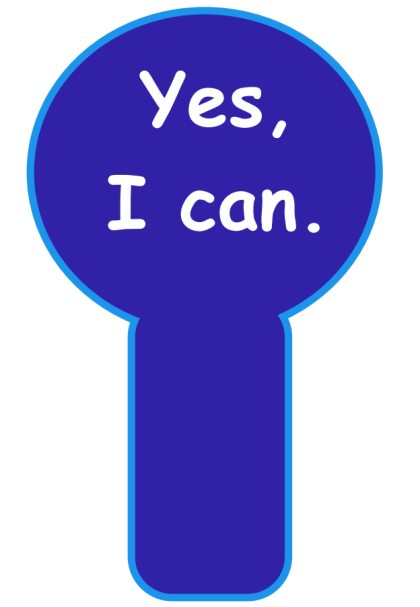 Yes,
I can.